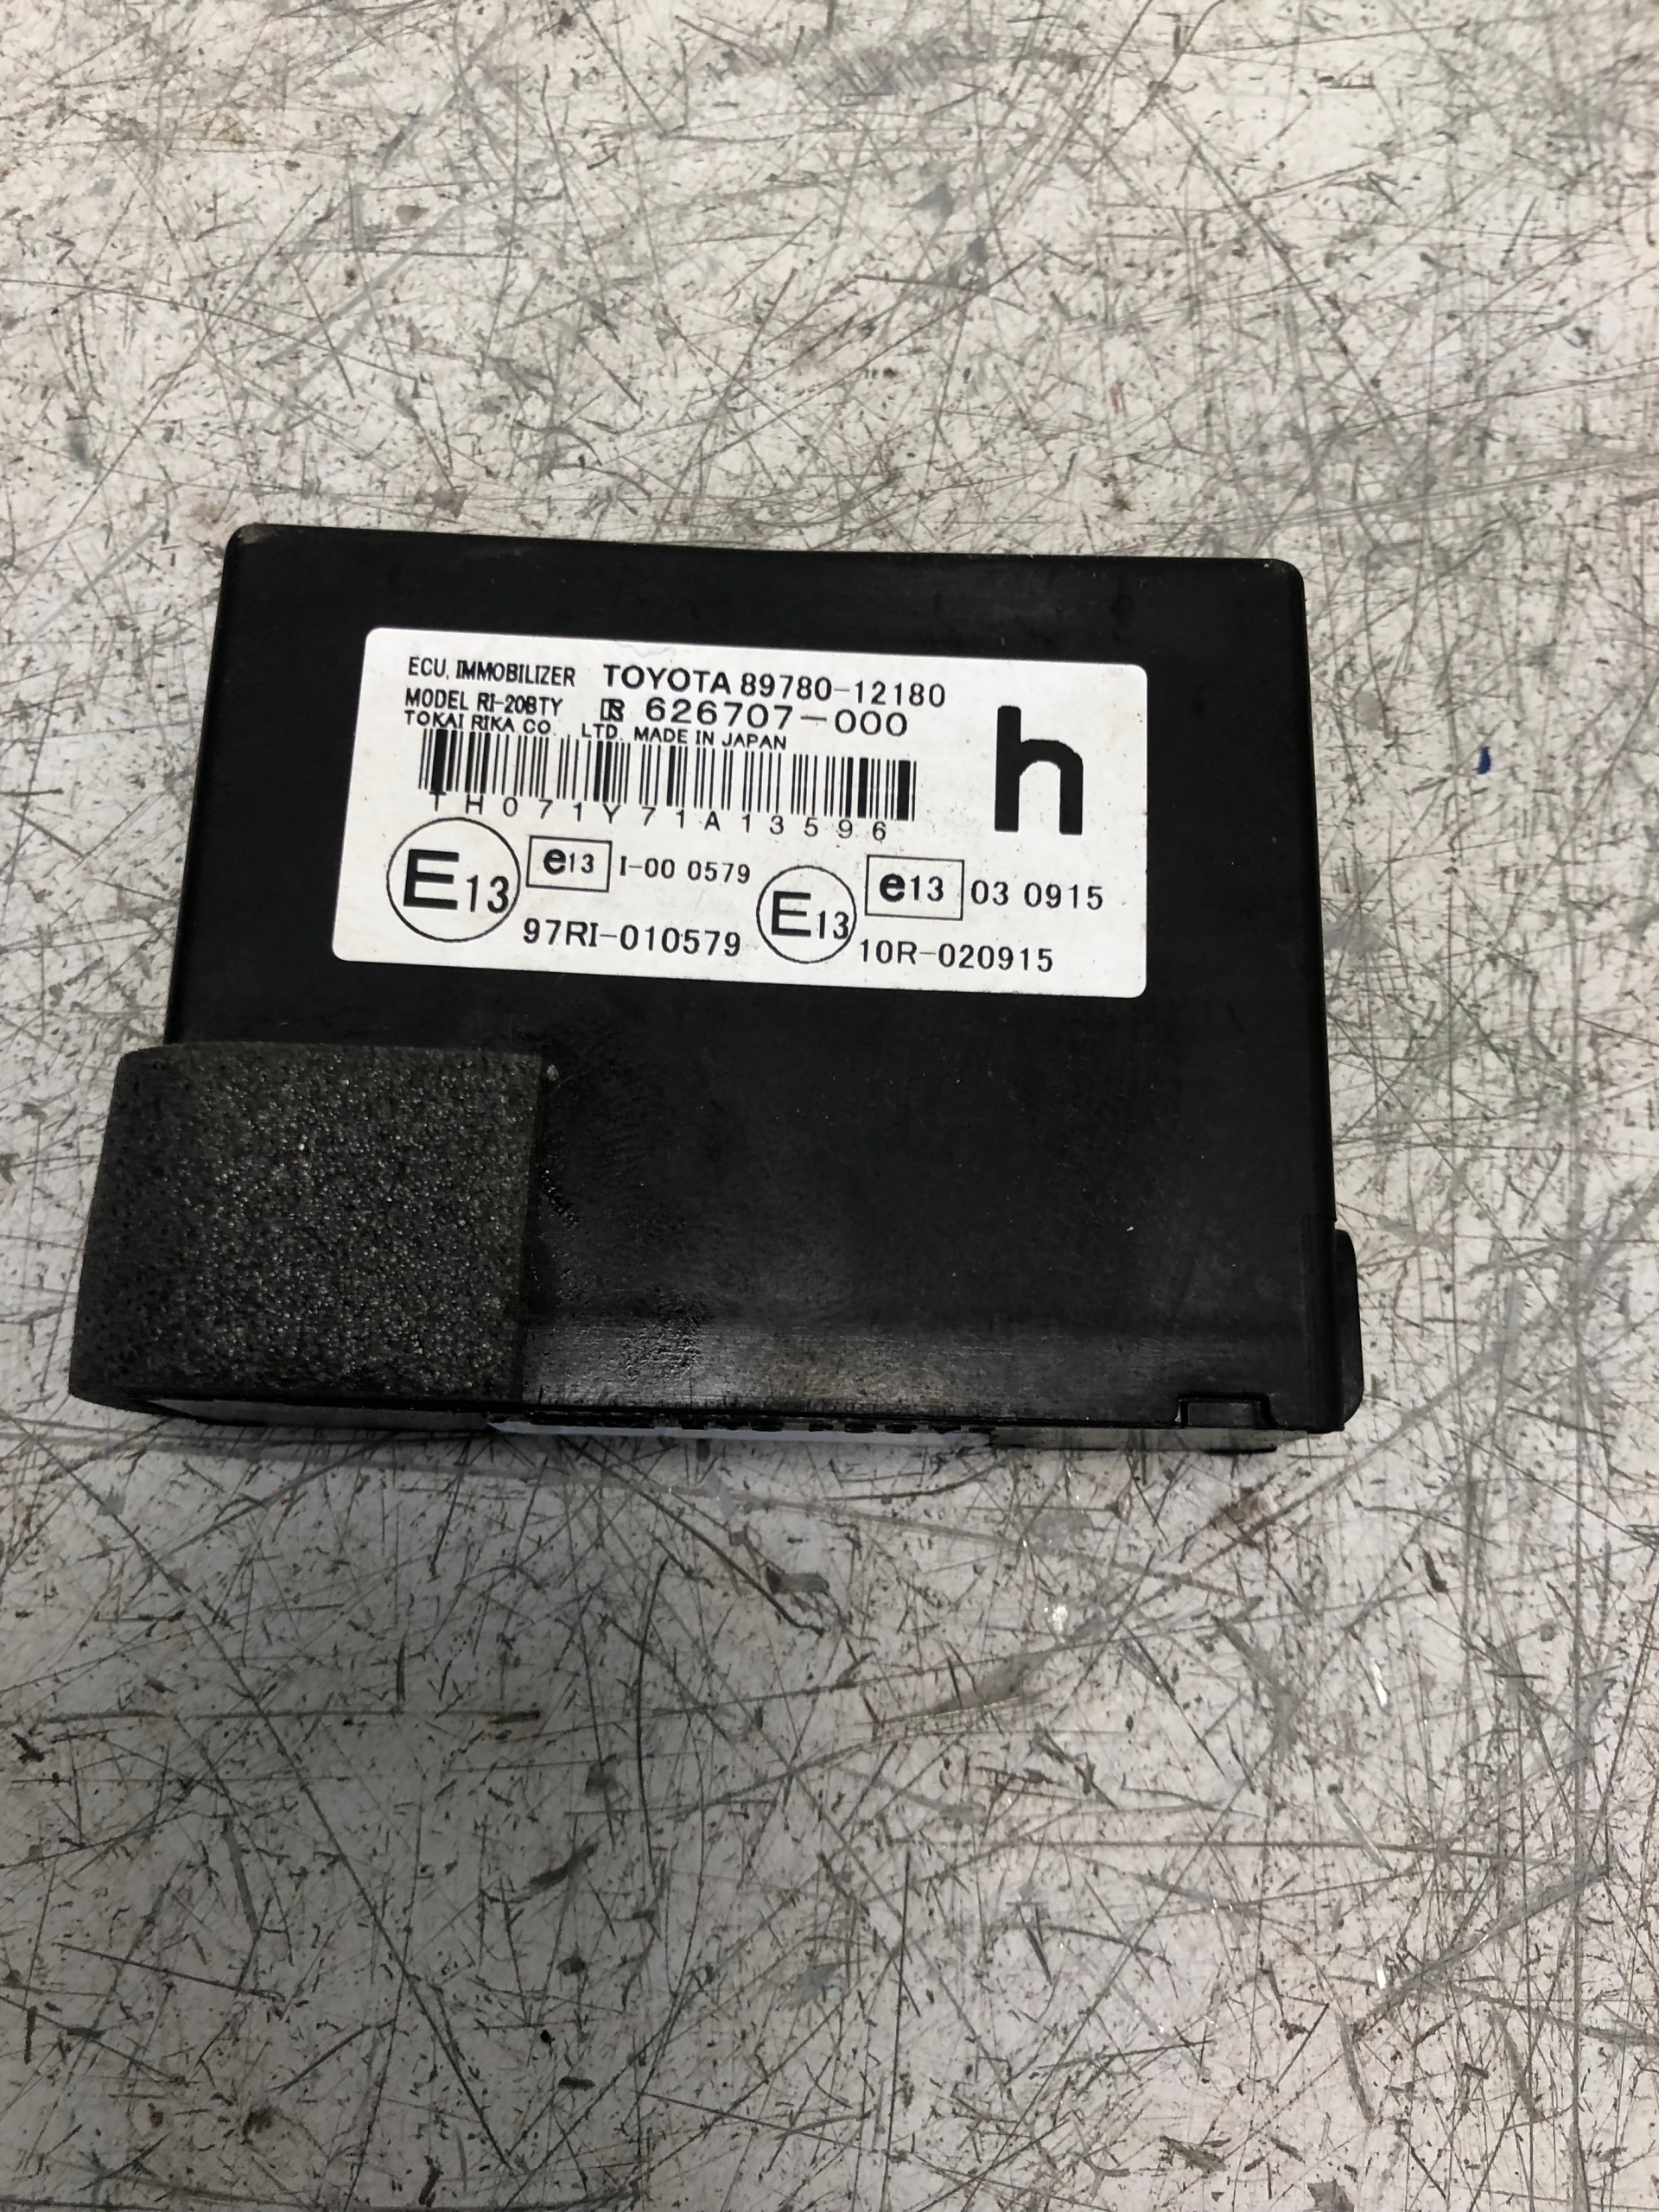 ECU, IMMOBILIZER TOYOTA 89780-12180
MODEL RI-20BTY 626707-000
TOKAI RIKA CO., LTD. MADE IN JAPAN
h
TH071Y71A13596
E13 e13 I-00 0579
97RI-010579
E13 e13 03 0915
10R-020915